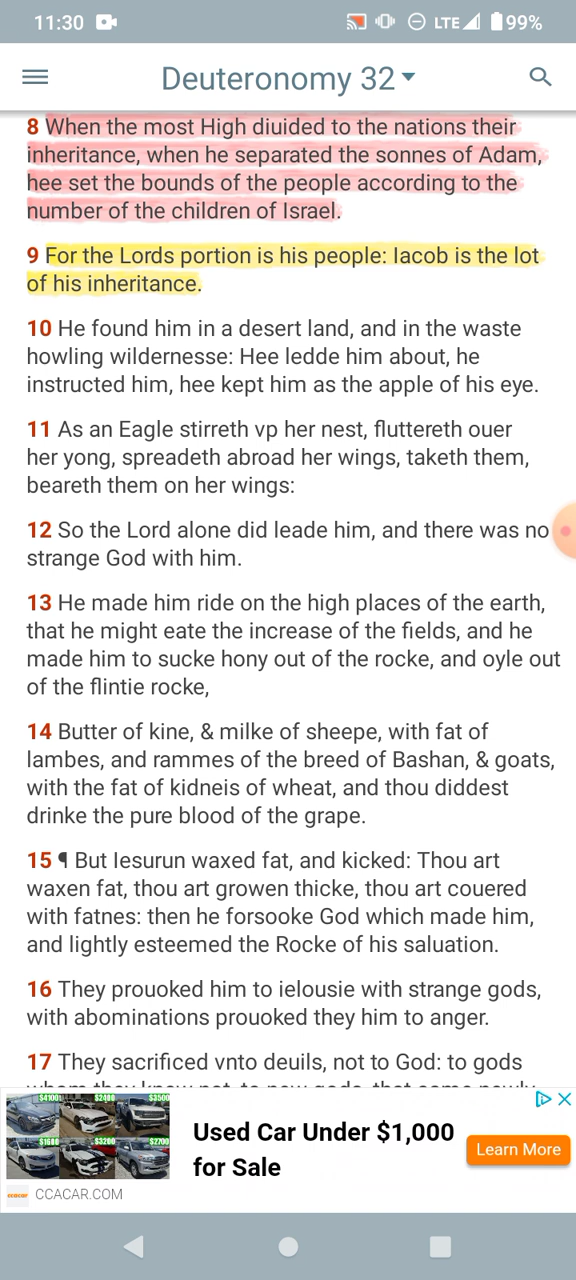 11:30 LTE 99%
Deuteronomy 32
8 When the most High diuided to the nations their
inheritance, when he separated the sonnes of Adam,
hee set the bounds of the people according to the
number of the children of Israel.
9 For the Lords portion is his people: Iacob is the lot
of his inheritance.
10 He found him in a desert land, and in the waste
howling wildernesse: Hee ledde him about, he
instructed him, hee kept him as the apple of his eye.
11 As an Eagle stirreth vp her nest, fluttereth ouer
her yong, spreadeth abroad her wings, taketh them,
beareth them on her wings:
12 So the Lord alone did leade him, and there was no
strange God with him.
13 He made him ride on the high places of the earth,
that he might eate the increase of the fields, and he
made him to sucke hony out of the rocke, and oyle out
of the flintie rocke,
14 Butter of kine, & milke of sheepe, with fat of
lambes, and rammes of the breed of Bashan, & goats,
with the fat of kidneis of wheat, and thou diddest
drinke the pure blood of the grape.
15 ¶ But Iesurun waxed fat, and kicked: Thou art
waxen fat, thou art growen thicke, thou art couered
with fatnes: then he forsooke God which made him,
and lightly esteemed the Rocke of his saluation.
16 They prouoked him to ielousie with strange gods,
with abominations prouoked they him to anger.
17 They sacrificed vnto deuils, not to God: to gods
$4100 $2400 $3500
$1600 $3200 $2700
Used Car Under $1,000
for Sale
Learn More
ccacar CCACAR.COM